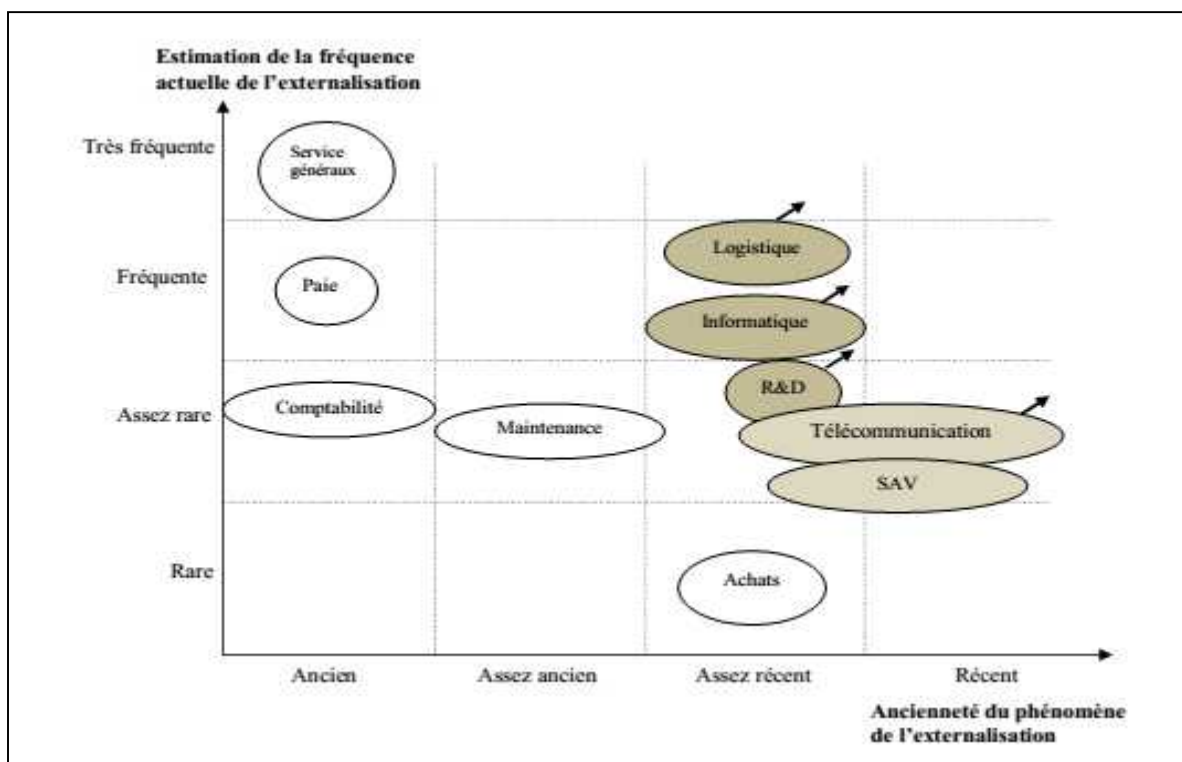 Estimation de la fréquence
actuelle de l'externalisation
Très fréquente
Service
généraux
Logistique
Fréquente
Paie
Informatique
R&D
Assez rare
Comptabilité
Maintenance
Télécommunication
SAV
Rare
Achats
Ancien
Assez ancien
Assez récent
Récent
Ancienneté du phénomène
de l'externalisation